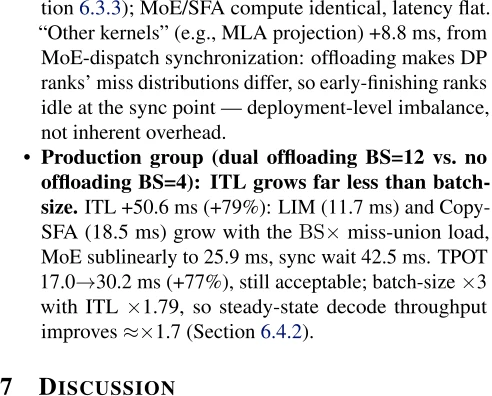 tion 6.3.3); MoE/SFA compute identical, latency flat.
“Other kernels” (e.g., MLA projection) +8.8 ms, from
MoE-dispatch synchronization: offloading makes DP
ranks’ miss distributions differ, so early-finishing ranks
idle at the sync point — deployment-level imbalance,
not inherent overhead.
• Production group (dual offloading BS=12 vs. no
offloading BS=4): ITL grows far less than batch-
size. ITL +50.6 ms (+79%): LIM (11.7 ms) and Copy-
SFA (18.5 ms) grow with the BS× miss-union load,
MoE sublinearly to 25.9 ms, sync wait 42.5 ms. TPOT
17.0→30.2 ms (+77%), still acceptable; batch-size ×3
with ITL ×1.79, so steady-state decode throughput
improves ≈×1.7 (Section 6.4.2).
7 DISCUSSION